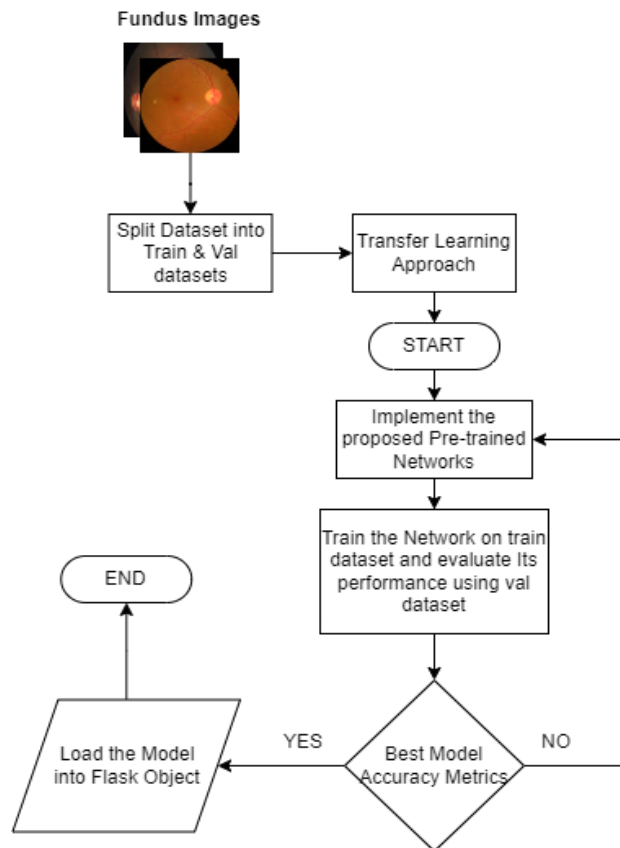 Fundus Images
Split Dataset into
Train & Val
datasets
Transfer Learning
Approach
START
Implement the
proposed Pre-trained
Networks
Train the Network on train
dataset and evaluate Its
performance using val
dataset
END
Load the Model
into Flask Object
YES
Best Model
Accuracy Metrics
NO